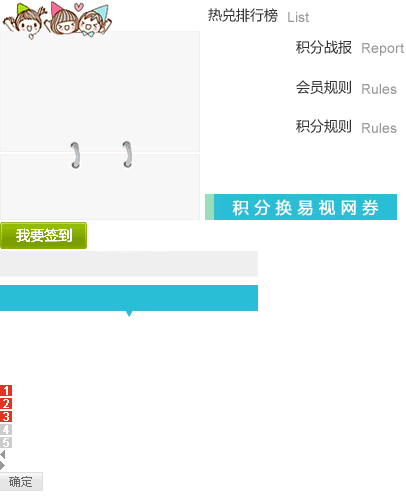 热兑排行榜 List
积分战报 Report
会员规则 Rules
积分规则 Rules
积分换易视网券
我要签到
1
2
3
4
5
确定